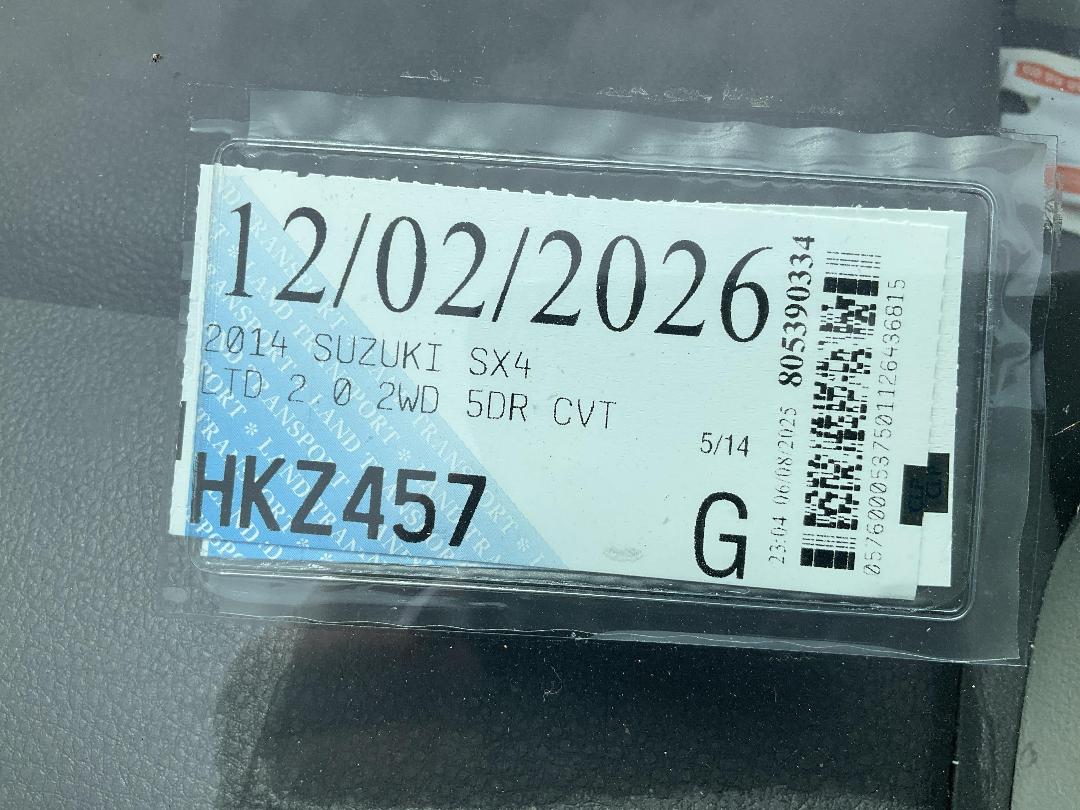 12/02/2026
2014 SUZUKI SX4
LTD 2 0 2WD 5DR CVT
5/14
HKZ457
G
805390334
23:04 06/08/2025
0576000537501126436815